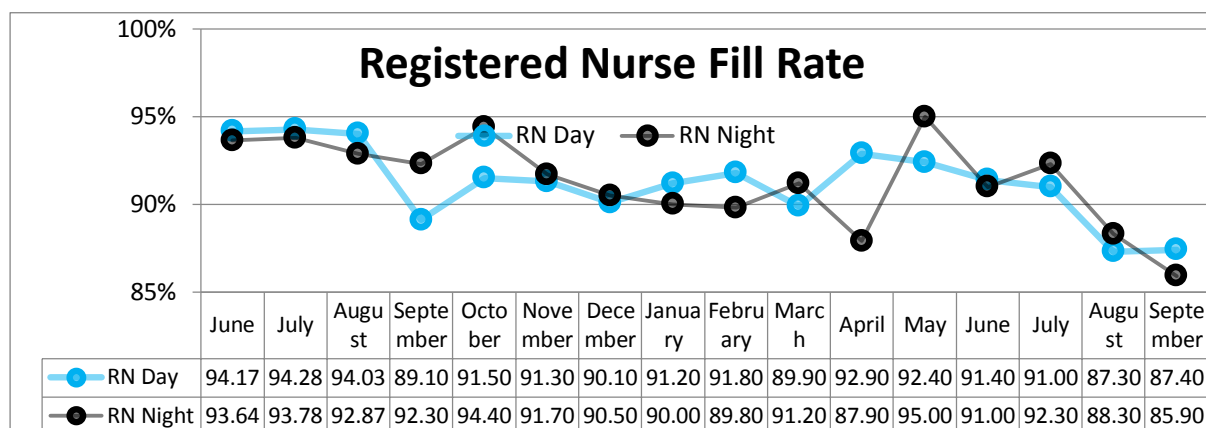 100%
Registered Nurse Fill Rate
95%
RN Day RN Night
90%
85%
June July Augu Septe Octo Nove Dece Janua Febru Marc April May June July Augu Septe
st mber ber mber mber ry ary h st mber
RN Day 94.17 94.28 94.03 89.10 91.50 91.30 90.10 91.20 91.80 89.90 92.90 92.40 91.40 91.00 87.30 87.40
RN Night 93.64 93.78 92.87 92.30 94.40 91.70 90.50 90.00 89.80 91.20 87.90 95.00 91.00 92.30 88.30 85.90